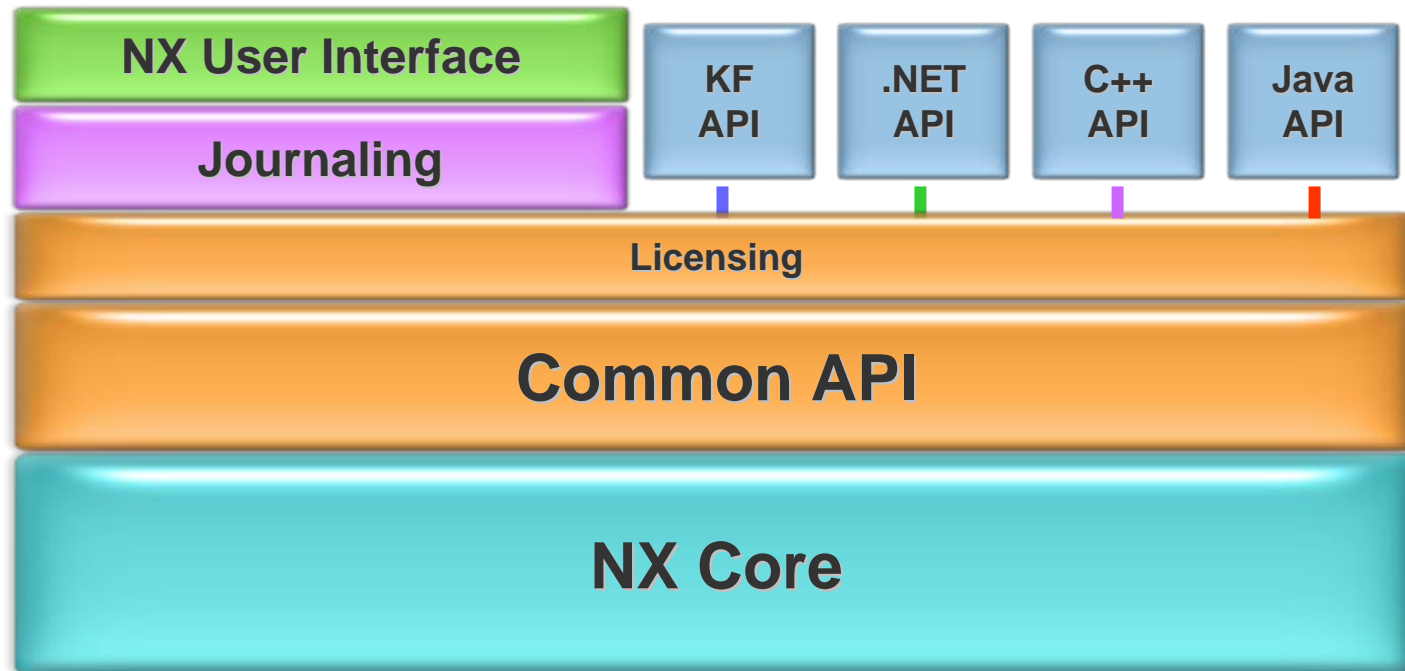 NX User Interface
Journaling
KF
API
.NET
API
C++
API
Java
API
Licensing
Common API
NX Core